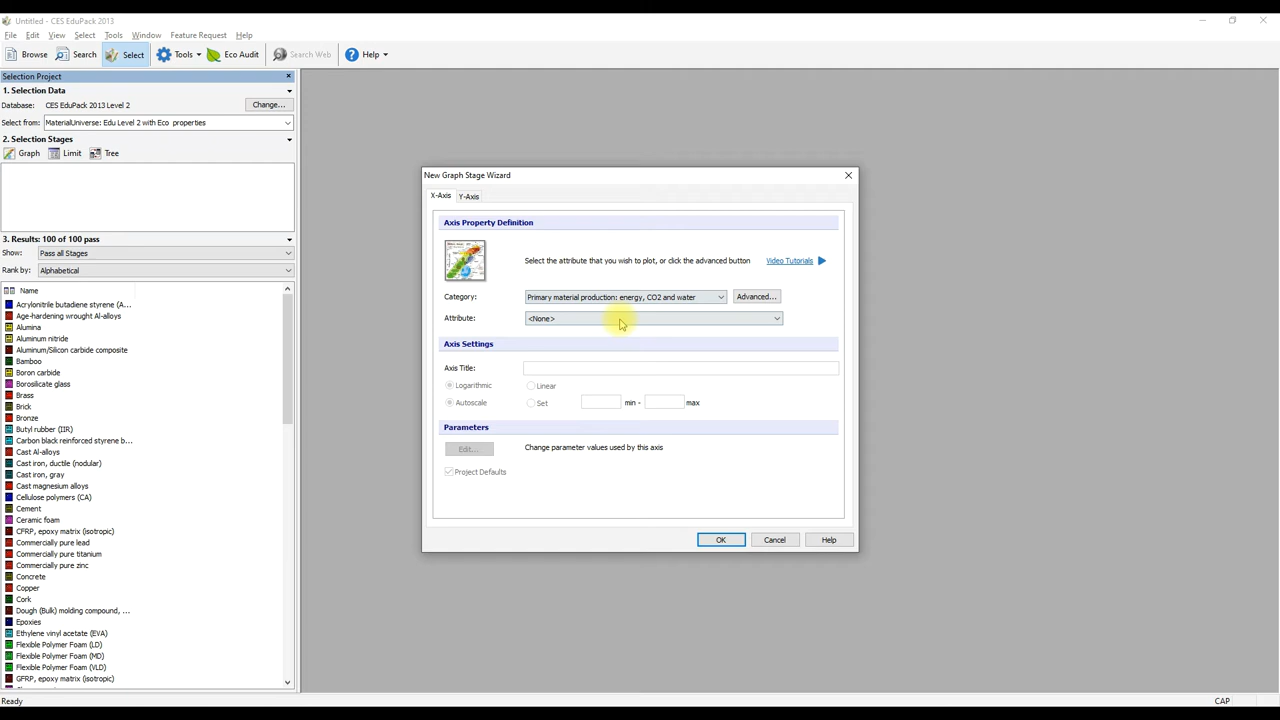 Untitled - CES EduPack 2013
File Edit View Select Tools Window Feature Request Help
Browse Search Select Tools Eco Audit Search Web Help
Selection Project
1. Selection Data
Database: CES EduPack 2013 Level 2 Change...
Select from: MaterialUniverse: Edu Level 2 with Eco properties
2. Selection Stages
Graph Limit Tree
3. Results: 100 of 100 pass
Show: Pass all Stages
Rank by: Alphabetical
Name
Acrylonitrile butadiene styrene (A...
Age-hardening wrought Al-alloys
Alumina
Aluminum nitride
Aluminum/Silicon carbide composite
Bamboo
Boron carbide
Borosilicate glass
Brass
Brick
Bronze
Butyl rubber (IIR)
Carbon black reinforced styrene b...
Cast Al-alloys
Cast iron, ductile (nodular)
Cast iron, gray
Cast magnesium alloys
Cellulose polymers (CA)
Cement
Ceramic foam
CFRP, epoxy matrix (isotropic)
Commercially pure lead
Commercially pure titanium
Commercially pure zinc
Concrete
Copper
Cork
Dough (Bulk) molding compound, ...
Epoxies
Ethylene vinyl acetate (EVA)
Flexible Polymer Foam (LD)
Flexible Polymer Foam (MD)
Flexible Polymer Foam (VLD)
GFRP, epoxy matrix (isotropic)
New Graph Stage Wizard
X-Axis Y-Axis
Axis Property Definition
Select the attribute that you wish to plot, or click the advanced button Video Tutorials
Category: Primary material production: energy, CO2 and water Advanced...
Attribute: <None>
Axis Settings
Axis Title:
Logarithmic Linear
Autoscale Set min - max
Parameters
Edit... Change parameter values used by this axis
Project Defaults
OK Cancel Help
Ready CAP